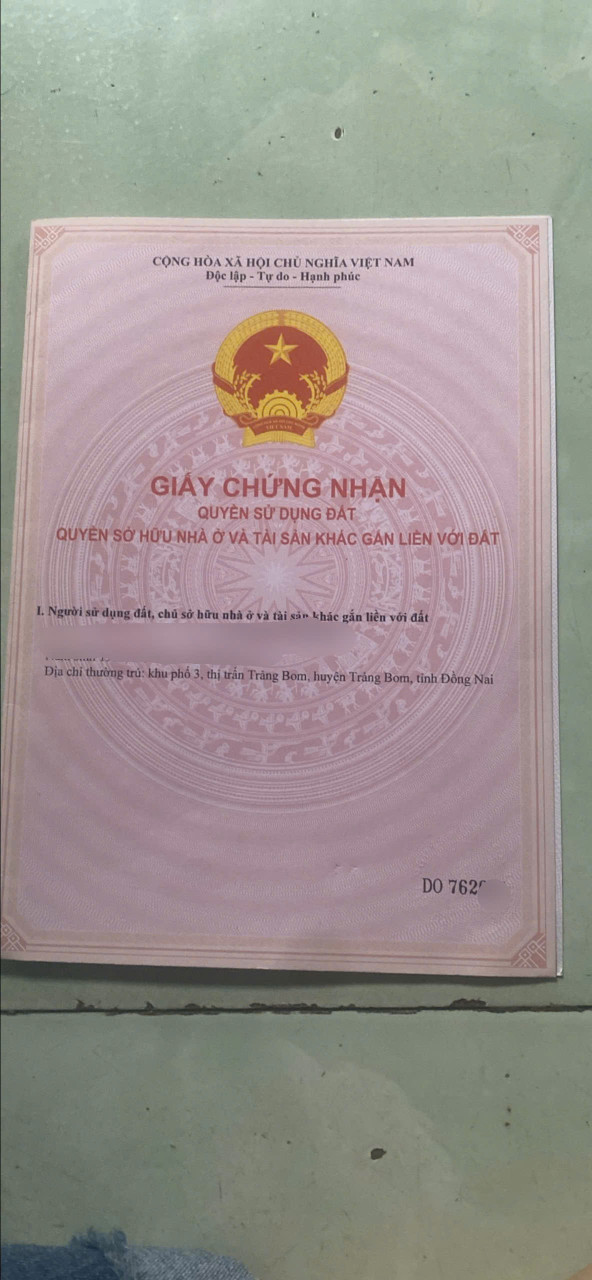 CỘNG HÒA XÃ HỘI CHỦ NGHĨA VIỆT NAM
Độc lập - Tự do - Hạnh phúc
VIỆT NAM
GIẤY CHỨNG NHẬN
QUYỀN SỬ DỤNG ĐẤT
QUYỀN SỞ HỮU NHÀ Ở VÀ TÀI SẢN KHÁC GẮN LIỀN VỚI ĐẤT
I. Người sử dụng đất, chủ sở hữu nhà ở và tài sản khác gắn liền với đất
Địa chỉ thường trú: khu phố 3, thị trấn Trảng Bom, huyện Trảng Bom, tỉnh Đồng Nai
DO 762